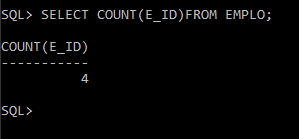 SQL> SELECT COUNT(E_ID)FROM EMPLO;
COUNT(E_ID)
-----------
4
SQL>